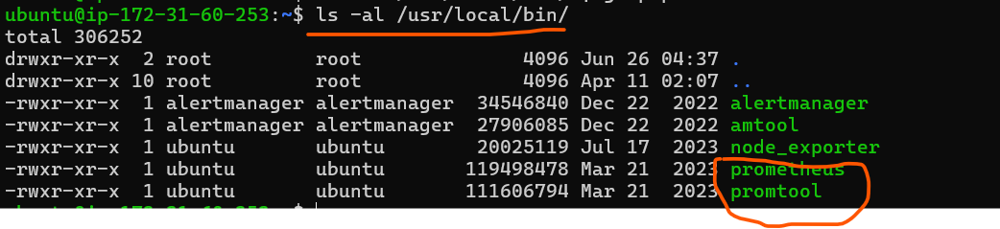 ubuntu@ip-172-31-60-253:~$ ls -al /usr/local/bin/
total 306252
drwxr-xr-x  2 root         root              4096 Jun 26 04:37 .
drwxr-xr-x 10 root         root              4096 Apr 11 02:07 ..
-rwxr-xr-x  1 alertmanager alertmanager  34546840 Dec 22  2022 alertmanager
-rwxr-xr-x  1 alertmanager alertmanager  27906085 Dec 22  2022 amtool
-rwxr-xr-x  1 ubuntu       ubuntu        20025119 Jul 17  2023 node_exporter
-rwxr-xr-x  1 ubuntu       ubuntu       119498478 Mar 21  2023 prometheus
-rwxr-xr-x  1 ubuntu       ubuntu       111606794 Mar 21  2023 promtool